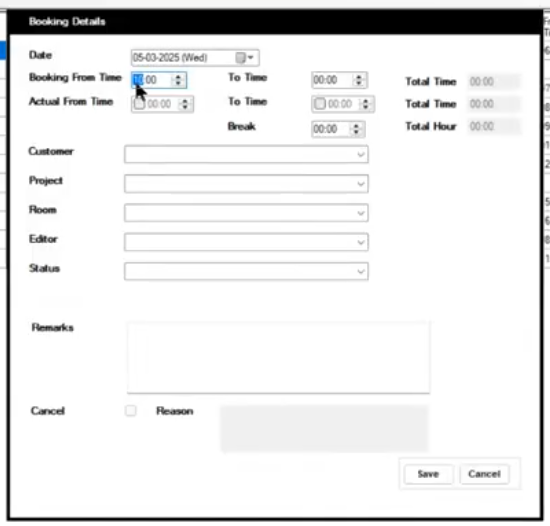 Booking Details
Date 05-03-2025 (Wed)
Booking From Time 10:00 To Time 00:00 Total Time 00:00
Actual From Time 00:00 To Time 00:00 Total Time 00:00
Break 00:00 Total Hour 00:00
Customer
Project
Room
Editor
Status
Remarks
Cancel Reason
Save Cancel